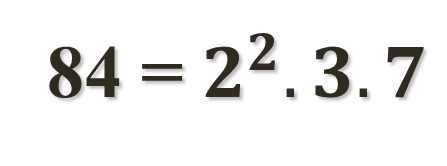 84 = 2².3.7